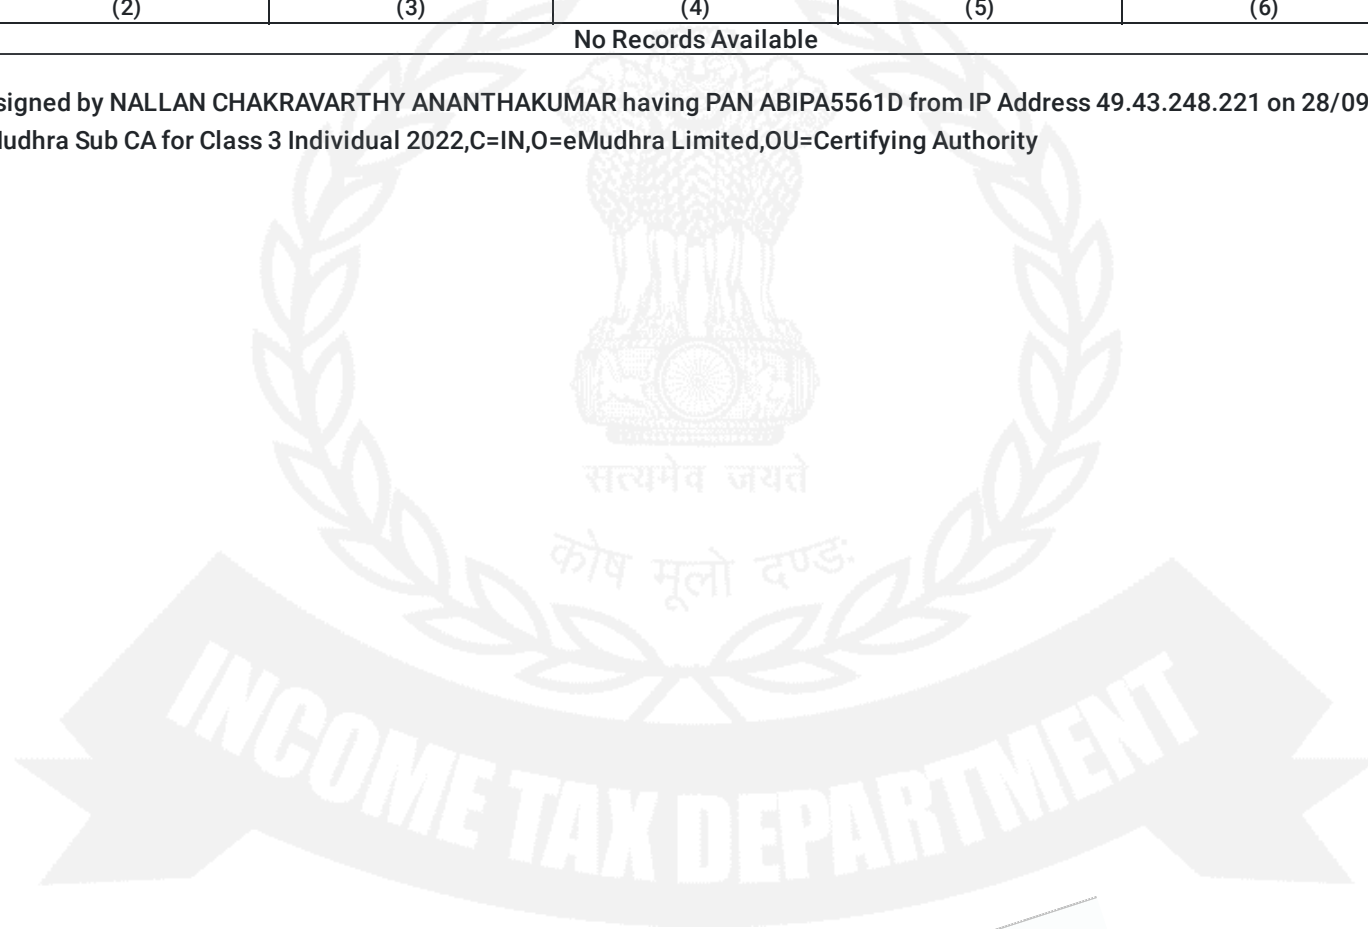 (2) (3) (4) (5) (6)
No Records Available
signed by NALLAN CHAKRAVARTHY ANANTHAKUMAR having PAN ABIPA5561D from IP Address 49.43.248.221 on 28/09
Mudhra Sub CA for Class 3 Individual 2022,C=IN,O=eMudhra Limited,OU=Certifying Authority
सत्यमेव जयते
कोष मूलो दण्डः
INCOME TAX DEPARTMENT